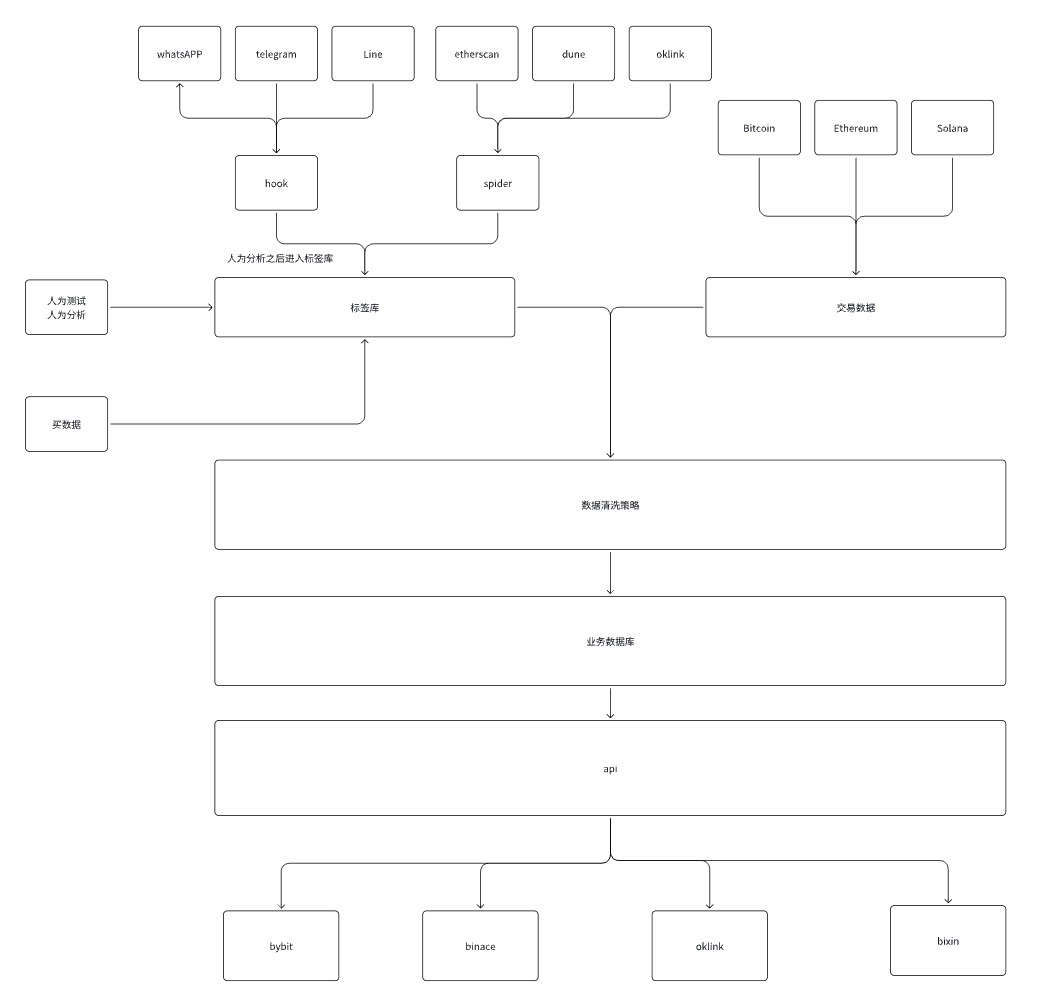 whatsAPP
telegram
Line
etherscan
dune
oklink
Bitcoin
Ethereum
Solana
hook
spider
人为分析之后进入标签库
人为测试
人为分析
标签库
交易数据
买数据
数据清洗策略
业务数据库
api
bybit
binace
oklink
bixin